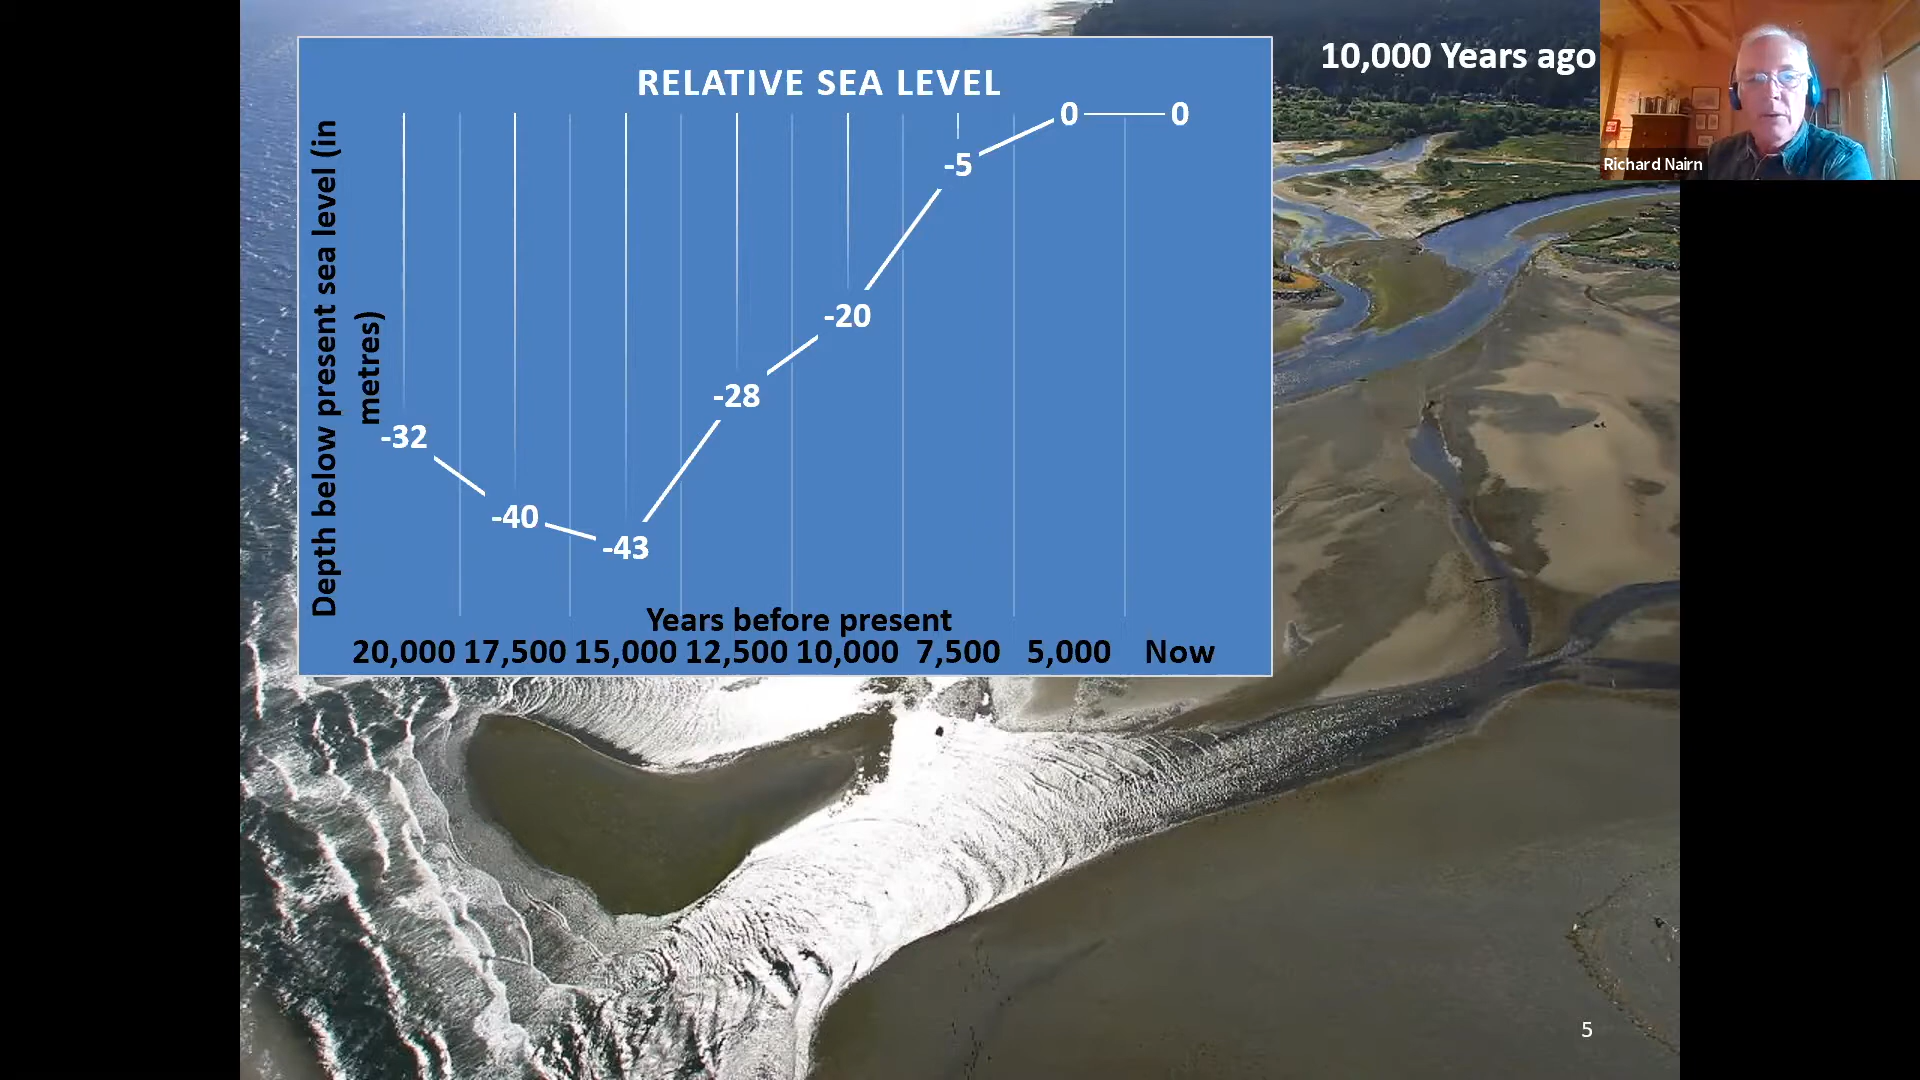 RELATIVE SEA LEVEL
10,000 Years ago
Richard Nairn
Depth below present sea level (in
metres)
-32
-40
-43
-28
-20
-5
0
0
Years before present
20,000 17,500 15,000 12,500 10,000 7,500 5,000 Now
5